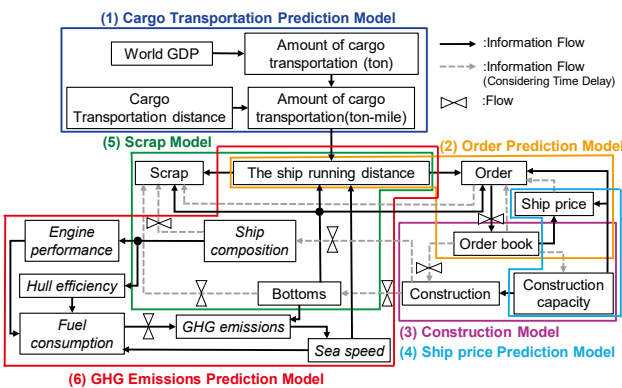 (1) Cargo Transportation Prediction Model
World GDP
Amount of cargo
transportation (ton)
:Information Flow
:Information Flow
(Considering Time Delay)
:Flow
Cargo
Transportation distance
Amount of cargo
transportation(ton-mile)
(5) Scrap Model
(2) Order Prediction Model
Scrap
The ship running distance
Order
Ship price
Engine
performance
Ship
composition
Order book
Hull efficiency
Bottoms
Construction
Construction
capacity
Fuel
consumption
GHG emissions
Sea speed
(3) Construction Model
(4) Ship price Prediction Model
(6) GHG Emissions Prediction Model